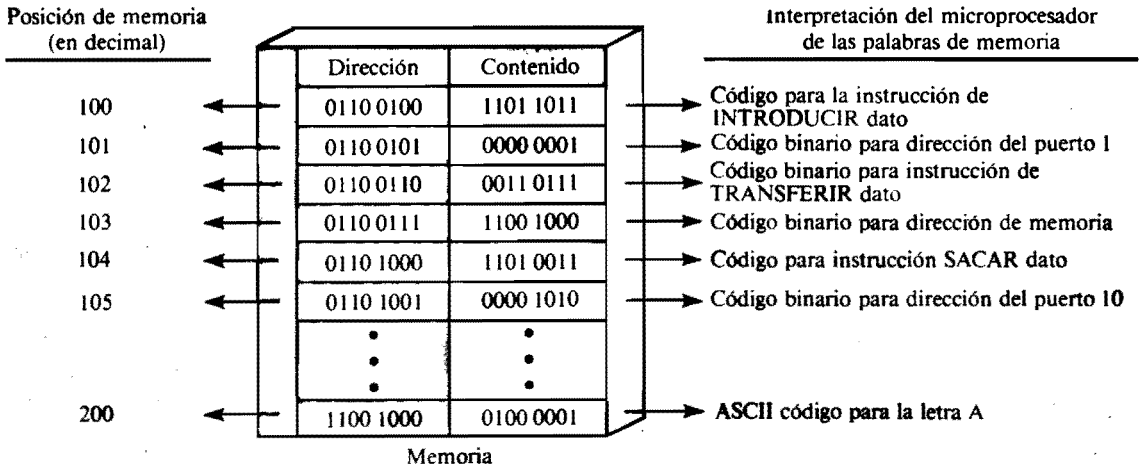 Posición de memoria
(en decimal)
Interpretación del microprocesador
de las palabras de memoria
Dirección Contenido
100 0110 0100 1101 1011 Código para la instrucción de
INTRODUCIR dato
101 0110 0101 0000 0001 Código binario para dirección del puerto 1
102 0110 0110 0011 0111 Código binario para instrucción de
TRANSFERIR dato
103 0110 0111 1100 1000 Código binario para dirección de memoria
104 0110 1000 1101 0011 Código para instrucción SACAR dato
105 0110 1001 0000 1010 Código binario para dirección del puerto 10
200 1100 1000 0100 0001 ASCII código para la letra A
Memoria